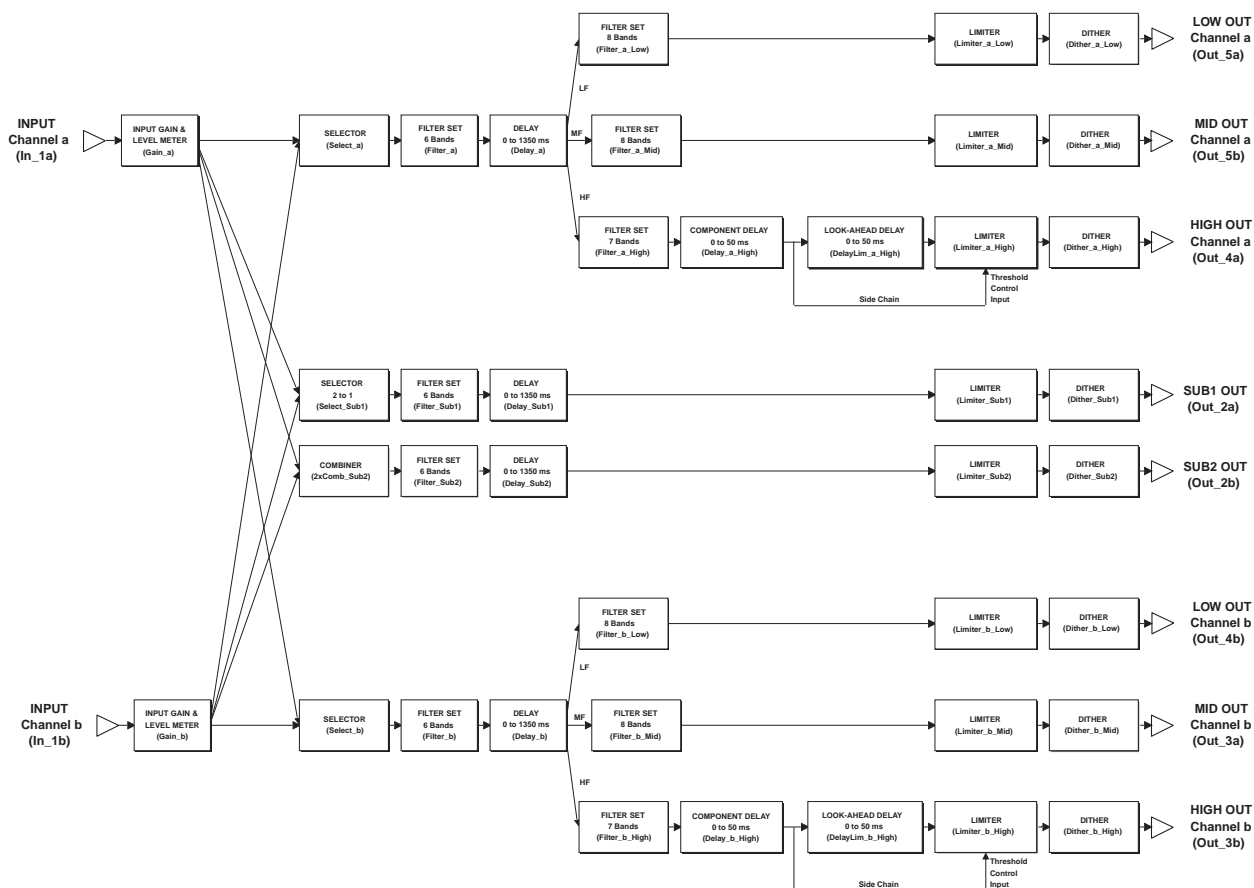 FILTER SET
8 Bands
(Filter_a_Low)
LIMITER
(Limiter_a_Low)
DITHER
(Dither_a_Low)
LOW OUT
Channel a
(Out_5a)
LF
INPUT
Channel a
(In_1a)
INPUT GAIN &
LEVEL METER
(Gain_a)
SELECTOR
(Select_a)
FILTER SET
6 Bands
(Filter_a)
DELAY
0 to 1350 ms
(Delay_a)
MF
FILTER SET
8 Bands
(Filter_a_Mid)
LIMITER
(Limiter_a_Mid)
DITHER
(Dither_a_Mid)
MID OUT
Channel a
(Out_5b)
HF
FILTER SET
7 Bands
(Filter_a_High)
COMPONENT DELAY
0 to 50 ms
(Delay_a_High)
LOOK-AHEAD DELAY
0 to 50 ms
(DelayLim_a_High)
LIMITER
(Limiter_a_High)
DITHER
(Dither_a_High)
HIGH OUT
Channel a
(Out_4a)
Side Chain
Threshold
Control
Input
SELECTOR
2 to 1
(Select_Sub1)
FILTER SET
6 Bands
(Filter_Sub1)
DELAY
0 to 1350 ms
(Delay_Sub1)
LIMITER
(Limiter_Sub1)
DITHER
(Dither_Sub1)
SUB1 OUT
(Out_2a)
COMBINER
(2xComb_Sub2)
FILTER SET
6 Bands
(Filter_Sub2)
DELAY
0 to 1350 ms
(Delay_Sub2)
LIMITER
(Limiter_Sub2)
DITHER
(Dither_Sub2)
SUB2 OUT
(Out_2b)
FILTER SET
8 Bands
(Filter_b_Low)
LIMITER
(Limiter_b_Low)
DITHER
(Dither_b_Low)
LOW OUT
Channel b
(Out_4b)
LF
INPUT
Channel b
(In_1b)
INPUT GAIN &
LEVEL METER
(Gain_b)
SELECTOR
(Select_b)
FILTER SET
6 Bands
(Filter_b)
DELAY
0 to 1350 ms
(Delay_b)
MF
FILTER SET
8 Bands
(Filter_b_Mid)
LIMITER
(Limiter_b_Mid)
DITHER
(Dither_b_Mid)
MID OUT
Channel b
(Out_3a)
HF
FILTER SET
7 Bands
(Filter_b_High)
COMPONENT DELAY
0 to 50 ms
(Delay_b_High)
LOOK-AHEAD DELAY
0 to 50 ms
(DelayLim_b_High)
LIMITER
(Limiter_b_High)
DITHER
(Dither_b_High)
HIGH OUT
Channel b
(Out_3b)
Side Chain
Threshold
Control
Input